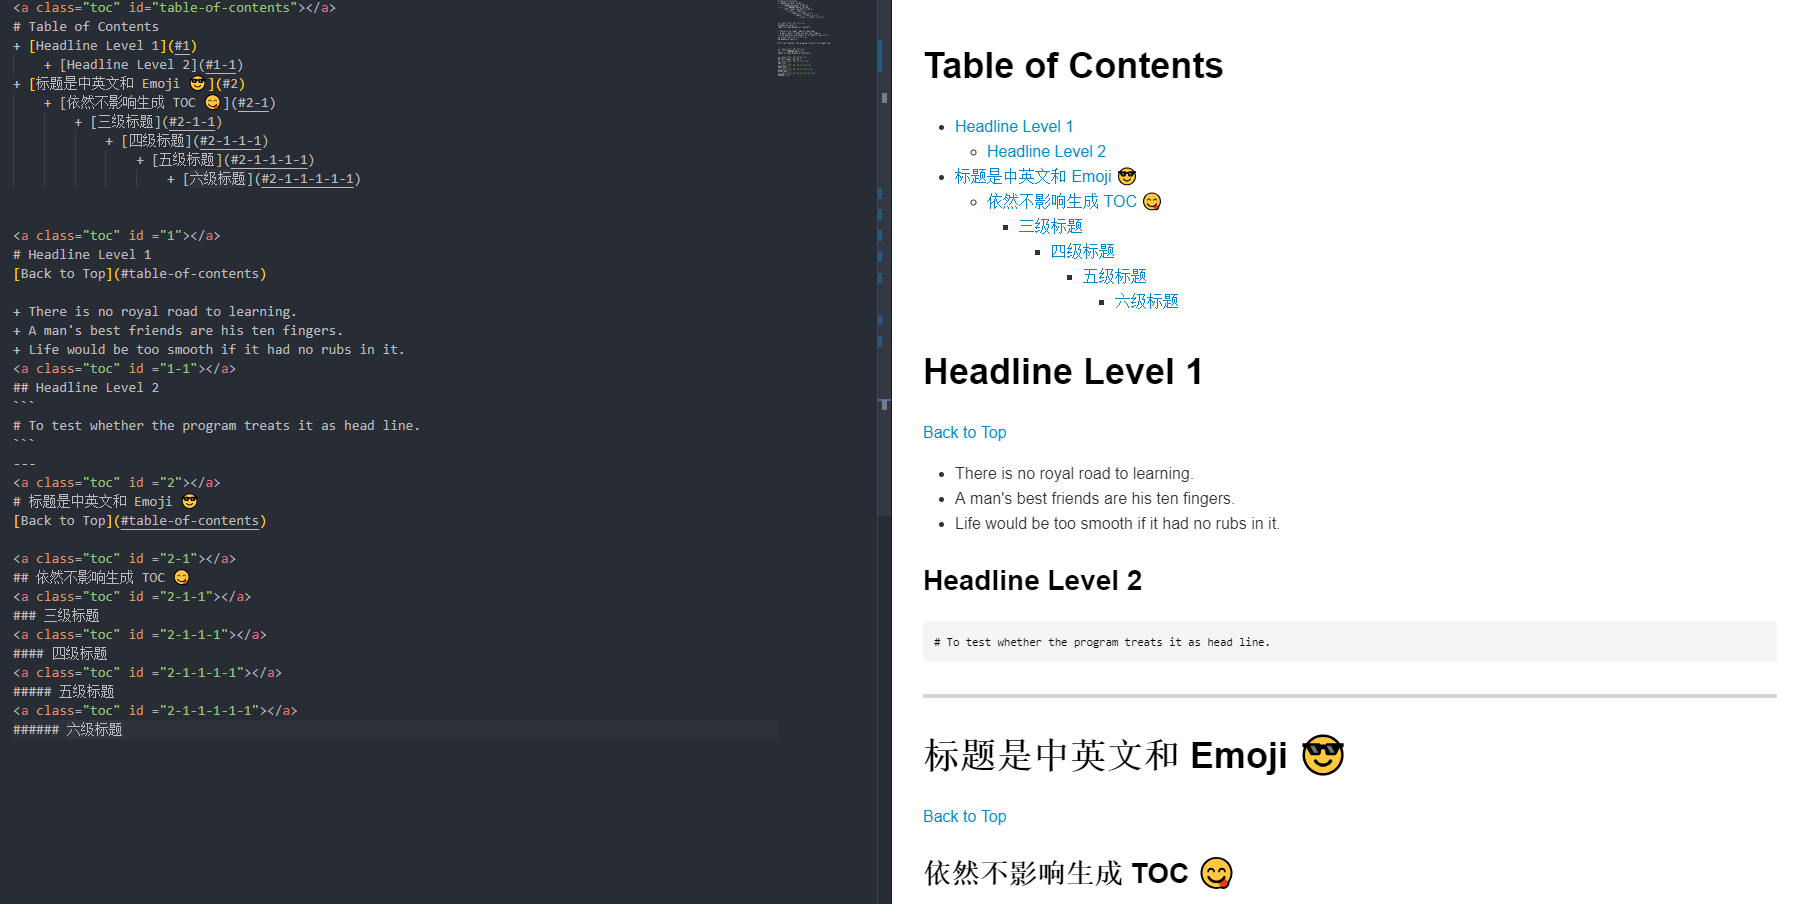 <a class="toc" id="table-of-contents"></a>
# Table of Contents
+ [Headline Level 1](#1)
    + [Headline Level 2](#1-1)
+ [标题是中英文和 Emoji 😎](#2)
    + [依然不影响生成 TOC 😋](#2-1)
        + [三级标题](#2-1-1)
            + [四级标题](#2-1-1-1)
                + [五级标题](#2-1-1-1-1)
                    + [六级标题](#2-1-1-1-1-1)
<a class="toc" id ="1"></a>
# Headline Level 1
[Back to Top](#table-of-contents)
+ There is no royal road to learning.
+ A man's best friends are his ten fingers.
+ Life would be too smooth if it had no rubs in it.
<a class="toc" id ="1-1"></a>
## Headline Level 2
```
# To test whether the program treats it as head line.
```
---
<a class="toc" id ="2"></a>
# 标题是中英文和 Emoji 😎
[Back to Top](#table-of-contents)
<a class="toc" id ="2-1"></a>
## 依然不影响生成 TOC 😋
<a class="toc" id ="2-1-1"></a>
### 三级标题
<a class="toc" id ="2-1-1-1"></a>
#### 四级标题
<a class="toc" id ="2-1-1-1-1"></a>
##### 五级标题
<a class="toc" id ="2-1-1-1-1-1"></a>
###### 六级标题
Table of Contents
Headline Level 1
Headline Level 2
标题是中英文和 Emoji 😎
依然不影响生成 TOC 😋
三级标题
四级标题
五级标题
六级标题
Headline Level 1
Back to Top
There is no royal road to learning.
A man's best friends are his ten fingers.
Life would be too smooth if it had no rubs in it.
Headline Level 2
# To test whether the program treats it as head line.
标题是中英文和 Emoji 😎
Back to Top
依然不影响生成 TOC 😋